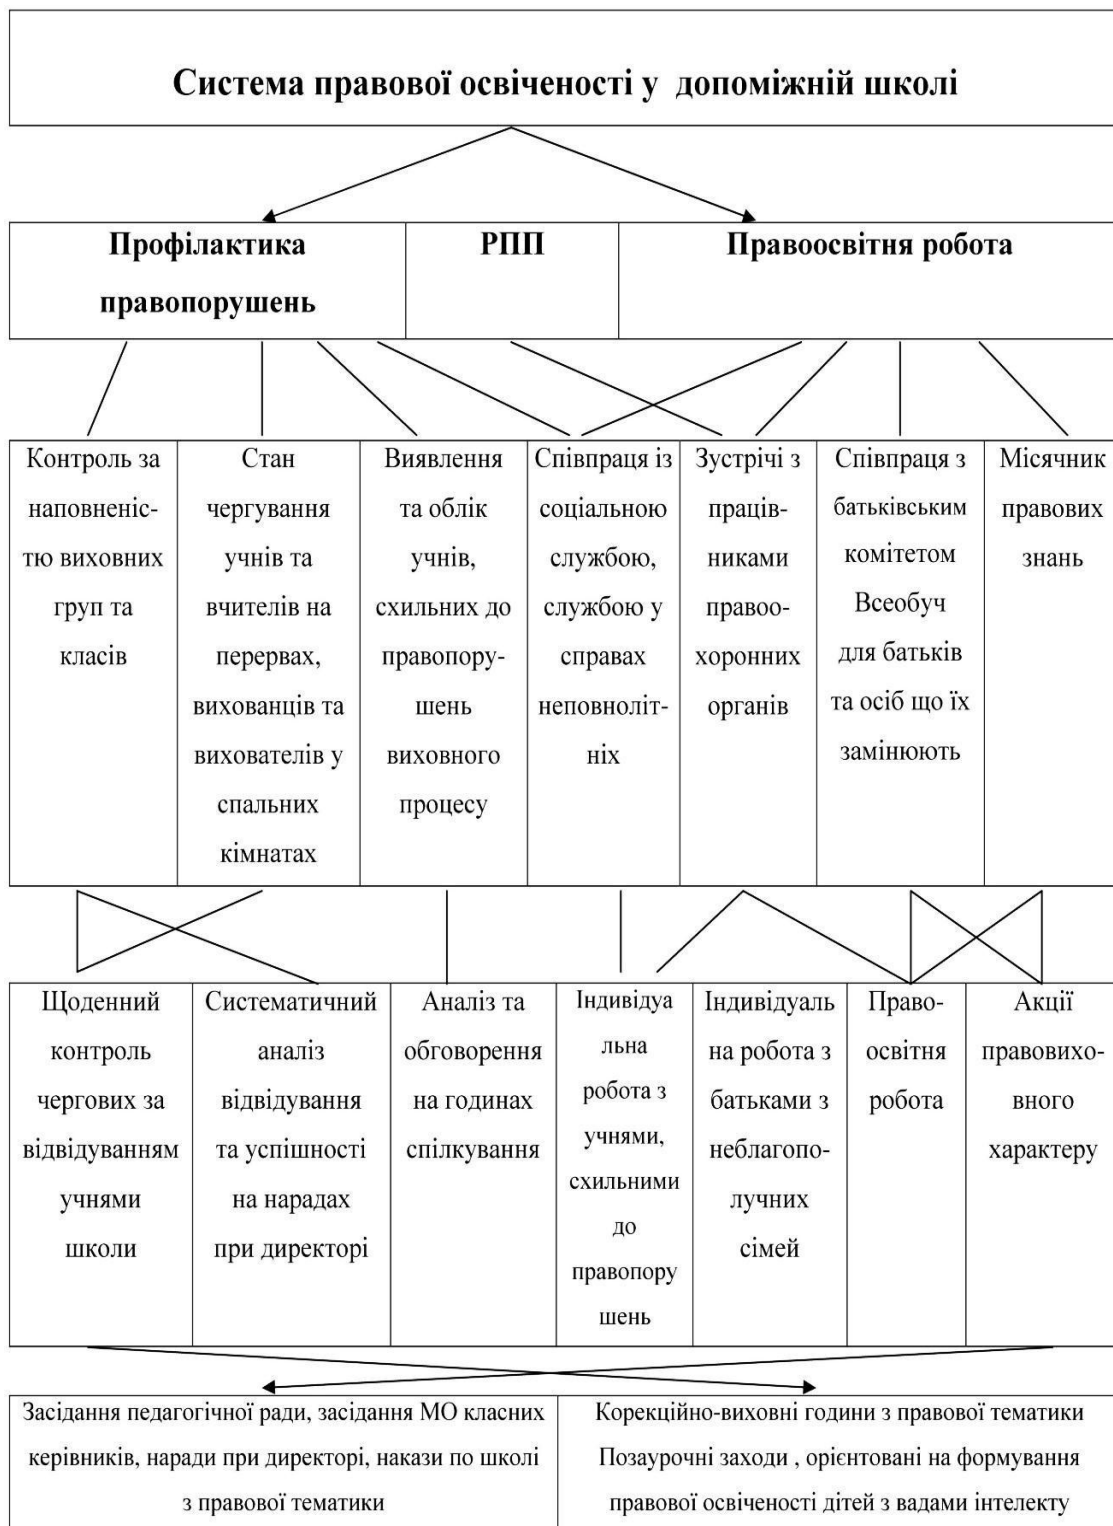 Система правової освіченості у допоміжній школі
Профілактика
правопорушень
РПП
Правоосвітня робота
Контроль за
наповненіс-
тю виховних
груп та
класів
Стан
чергування
учнів та
вчителів на
перервах,
вихованців та
вихователів у
спальних
кімнатах
Виявлення
та облік
учнів,
схильних до
правопору-
шень
виховного
процесу
Співпраця із
соціальною
службою,
службою у
справах
неповноліт-
ніх
Зустрічі з
праців-
никами
правоо-
хоронних
органів
Співпраця з
батьківським
комітетом
Всеобуч
для батьків
та осіб що їх
замінюють
Місячник
правових
знань
Щоденний
контроль
чергових за
відвідуванням
учнями
школи
Систематичний
аналіз
відвідування
та успішності
на нарадах
при директорі
Аналіз та
обговорення
на годинах
спілкування
Індивідуа
льна
робота з
учнями,
схильними
до
правопору
шень
Індивідуаль
на робота з
батьками з
неблагопо-
лучних
сімей
Право-
освітня
робота
Акції
правовихо-
вного
характеру
Засідання педагогічної ради, засідання МО класних
керівників, наради при директорі, накази по школі
з правової тематики
Корекційно-виховні години з правової тематики
Позаурочні заходи , орієнтовані на формування
правової освіченості дітей з вадами інтелекту